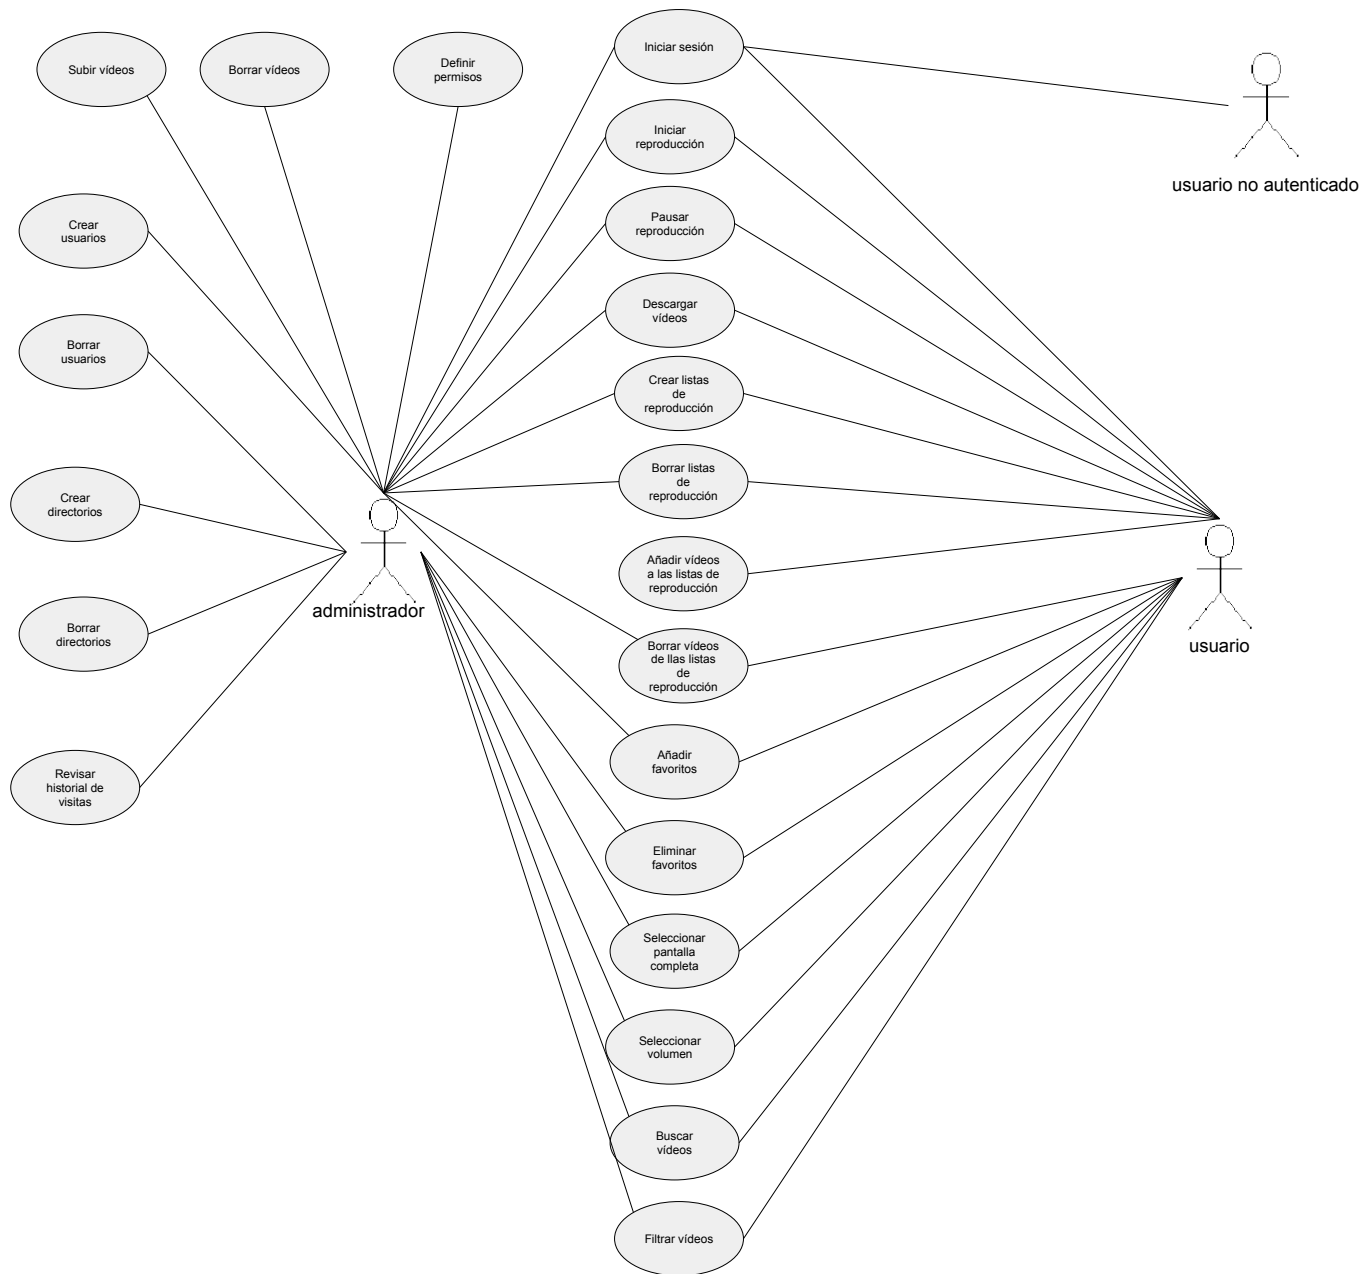 Iniciar sesión
Subir vídeos
Borrar vídeos
Definir
permisos
Iniciar
reproducción
usuario no autenticado
Pausar
reproducción
Crear
usuarios
Descargar
vídeos
Borrar
usuarios
Crear listas
de
reproducción
Borrar listas
de
reproducción
Crear
directorios
Añadir vídeos
a las listas de
reproducción
administrador
Borrar
directorios
usuario
Borrar vídeos
de llas listas
de
reproducción
Añadir
favoritos
Revisar
historial de
visitas
Eliminar
favoritos
Seleccionar
pantalla
completa
Seleccionar
volumen
Buscar
vídeos
Filtrar vídeos